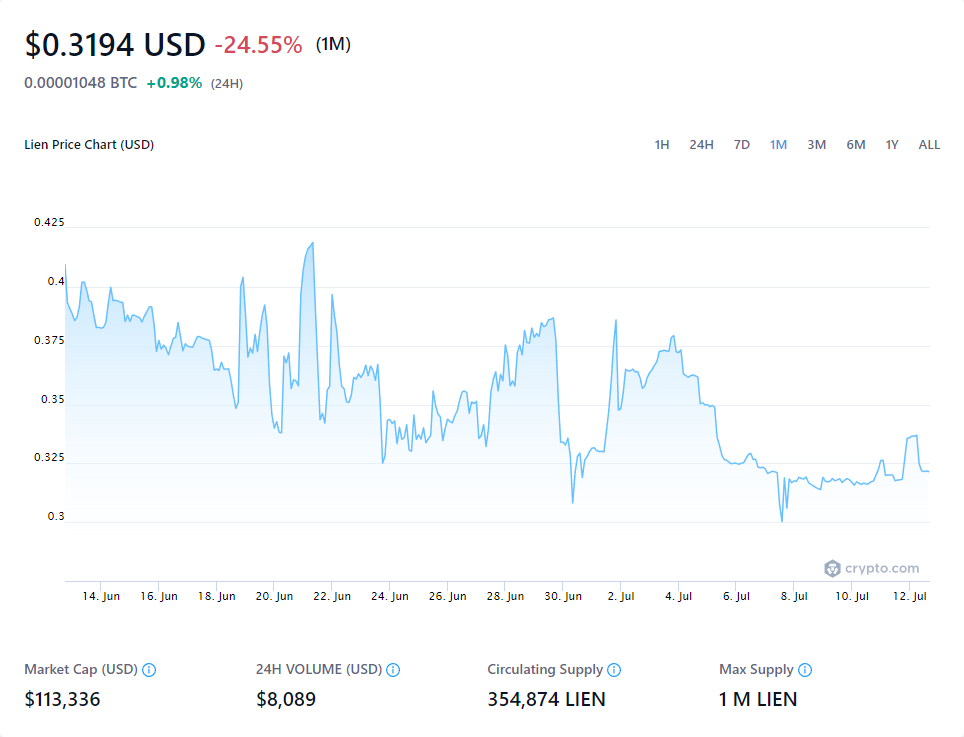 $0.3194 USD -24.55% (1M)
0.00001048 BTC +0.98% (24H)
Lien Price Chart (USD) 1H 24H 7D 1M 3M 6M 1Y ALL
0.425
0.4
0.375
0.35
0.325
0.3
crypto.com
14. Jun 16. Jun 18. Jun 20. Jun 22. Jun 24. Jun 26. Jun 28. Jun 30. Jun 2. Jul 4. Jul 6. Jul 8. Jul 10. Jul 12. Jul
Market Cap (USD) 24H VOLUME (USD) Circulating Supply Max Supply
$113,336 $8,089 354,874 LIEN 1 M LIEN